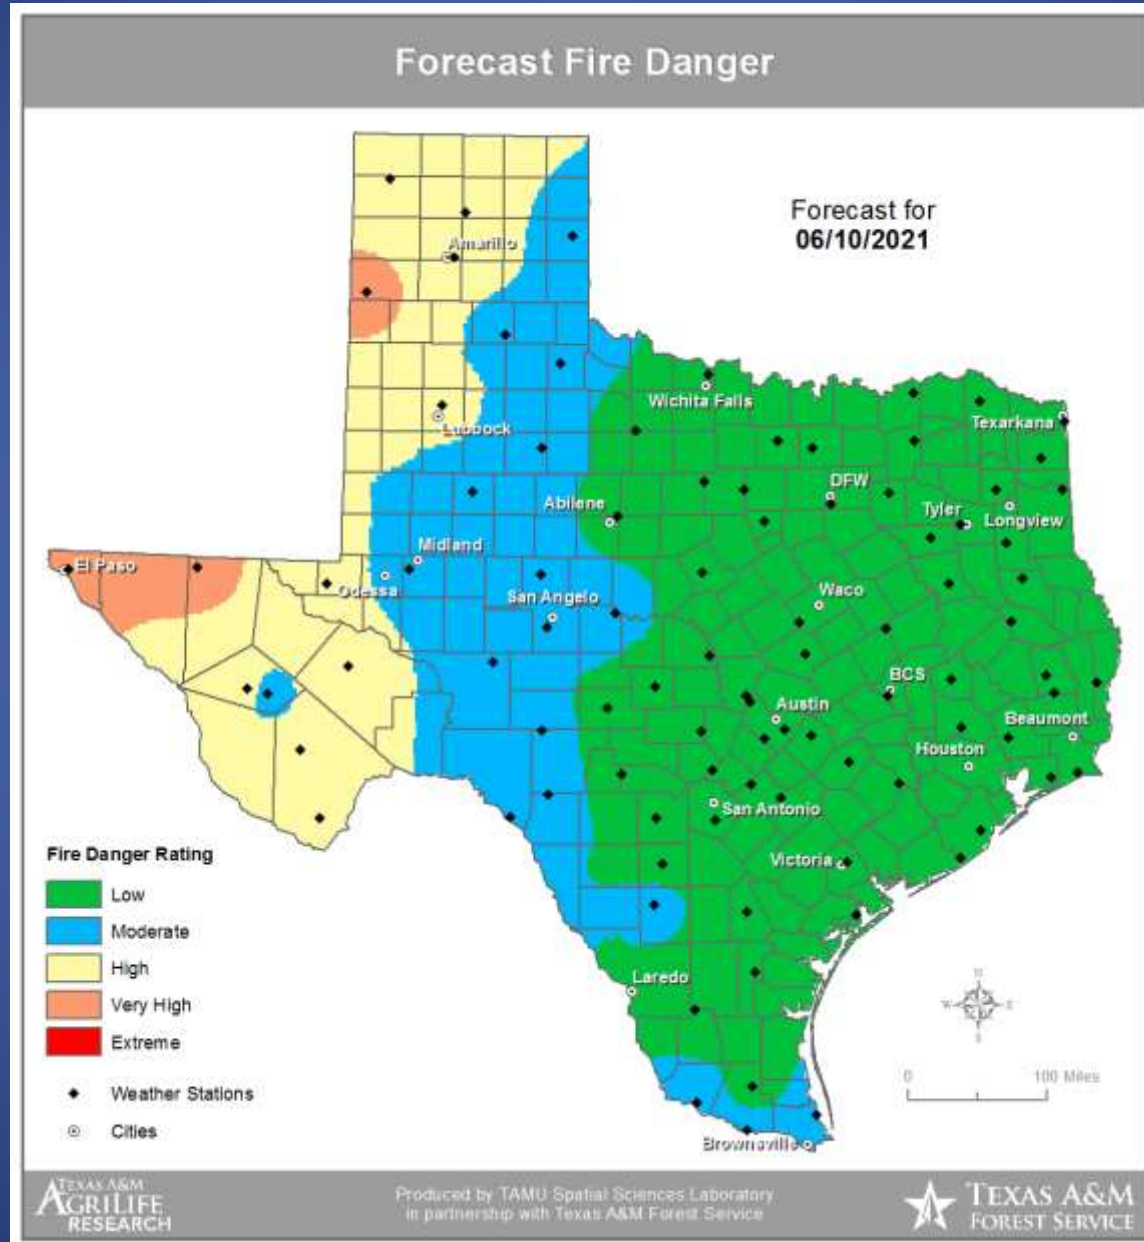 Forecast Fire Danger
Forecast for
06/10/2021
Amarillo
Lubbock
Wichita Falls
Texarkana
DFW
Abilene
Tyler
Longview
Midland
El Paso
Odessa
San Angelo
Waco
BCS
Austin
Beaumont
Houston
San Antonio
Victoria
Laredo
Brownsville
Fire Danger Rating
Low
Moderate
High
Very High
Extreme
Weather Stations
Cities
N
W
E
S
0
100 Miles
TEXAS A&M
AGRILIFE
RESEARCH
Produced by TAMU Spatial Sciences Laboratory
in partnership with Texas A&M Forest Service
TEXAS A&M
FOREST SERVICE